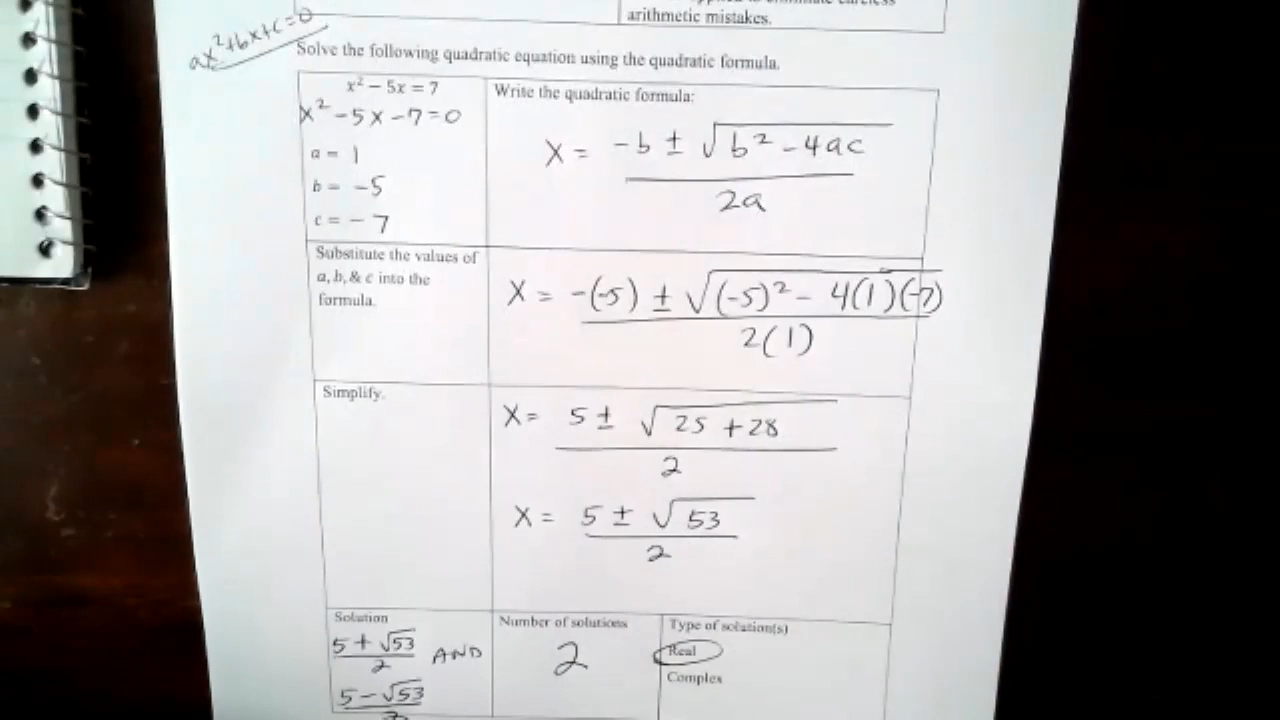 arithmetic mistakes.
ax²+bx+c=0
Solve the following quadratic equation using the quadratic formula.
x² – 5x = 7
x² -5x -7=0
a = 1
b = -5
c = -7
Write the quadratic formula:
X = -b ± √b² -4ac
2a
Substitute the values of
a, b, & c into the
formula.
X = -(-5) ± √(-5)² - 4(1)(-7)
2(1)
Simplify.
X= 5 ± √25 +28
2
X= 5 ± √53
2
Solution
5+√53
2
AND
5-√53
Number of solutions
2
Type of solution(s)
Real
Complex